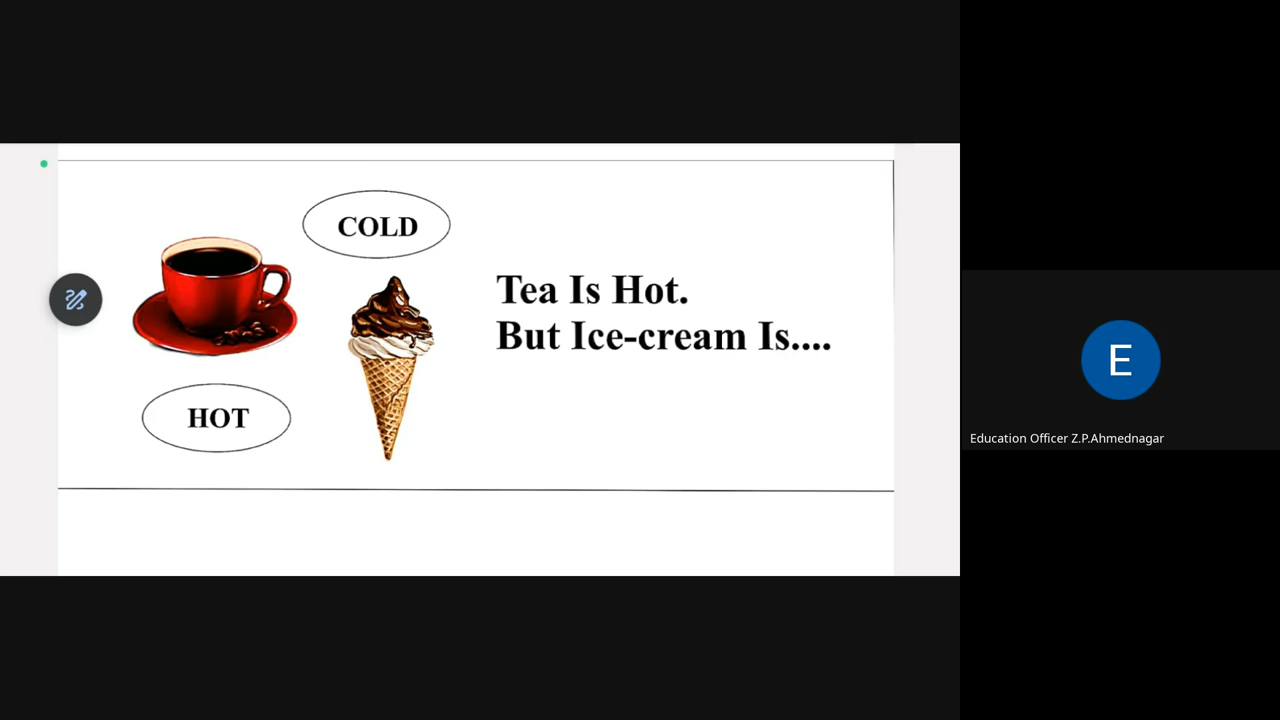 COLD
Tea Is Hot.
But Ice-cream Is....
HOT
E
Education Officer Z.P.Ahmednagar